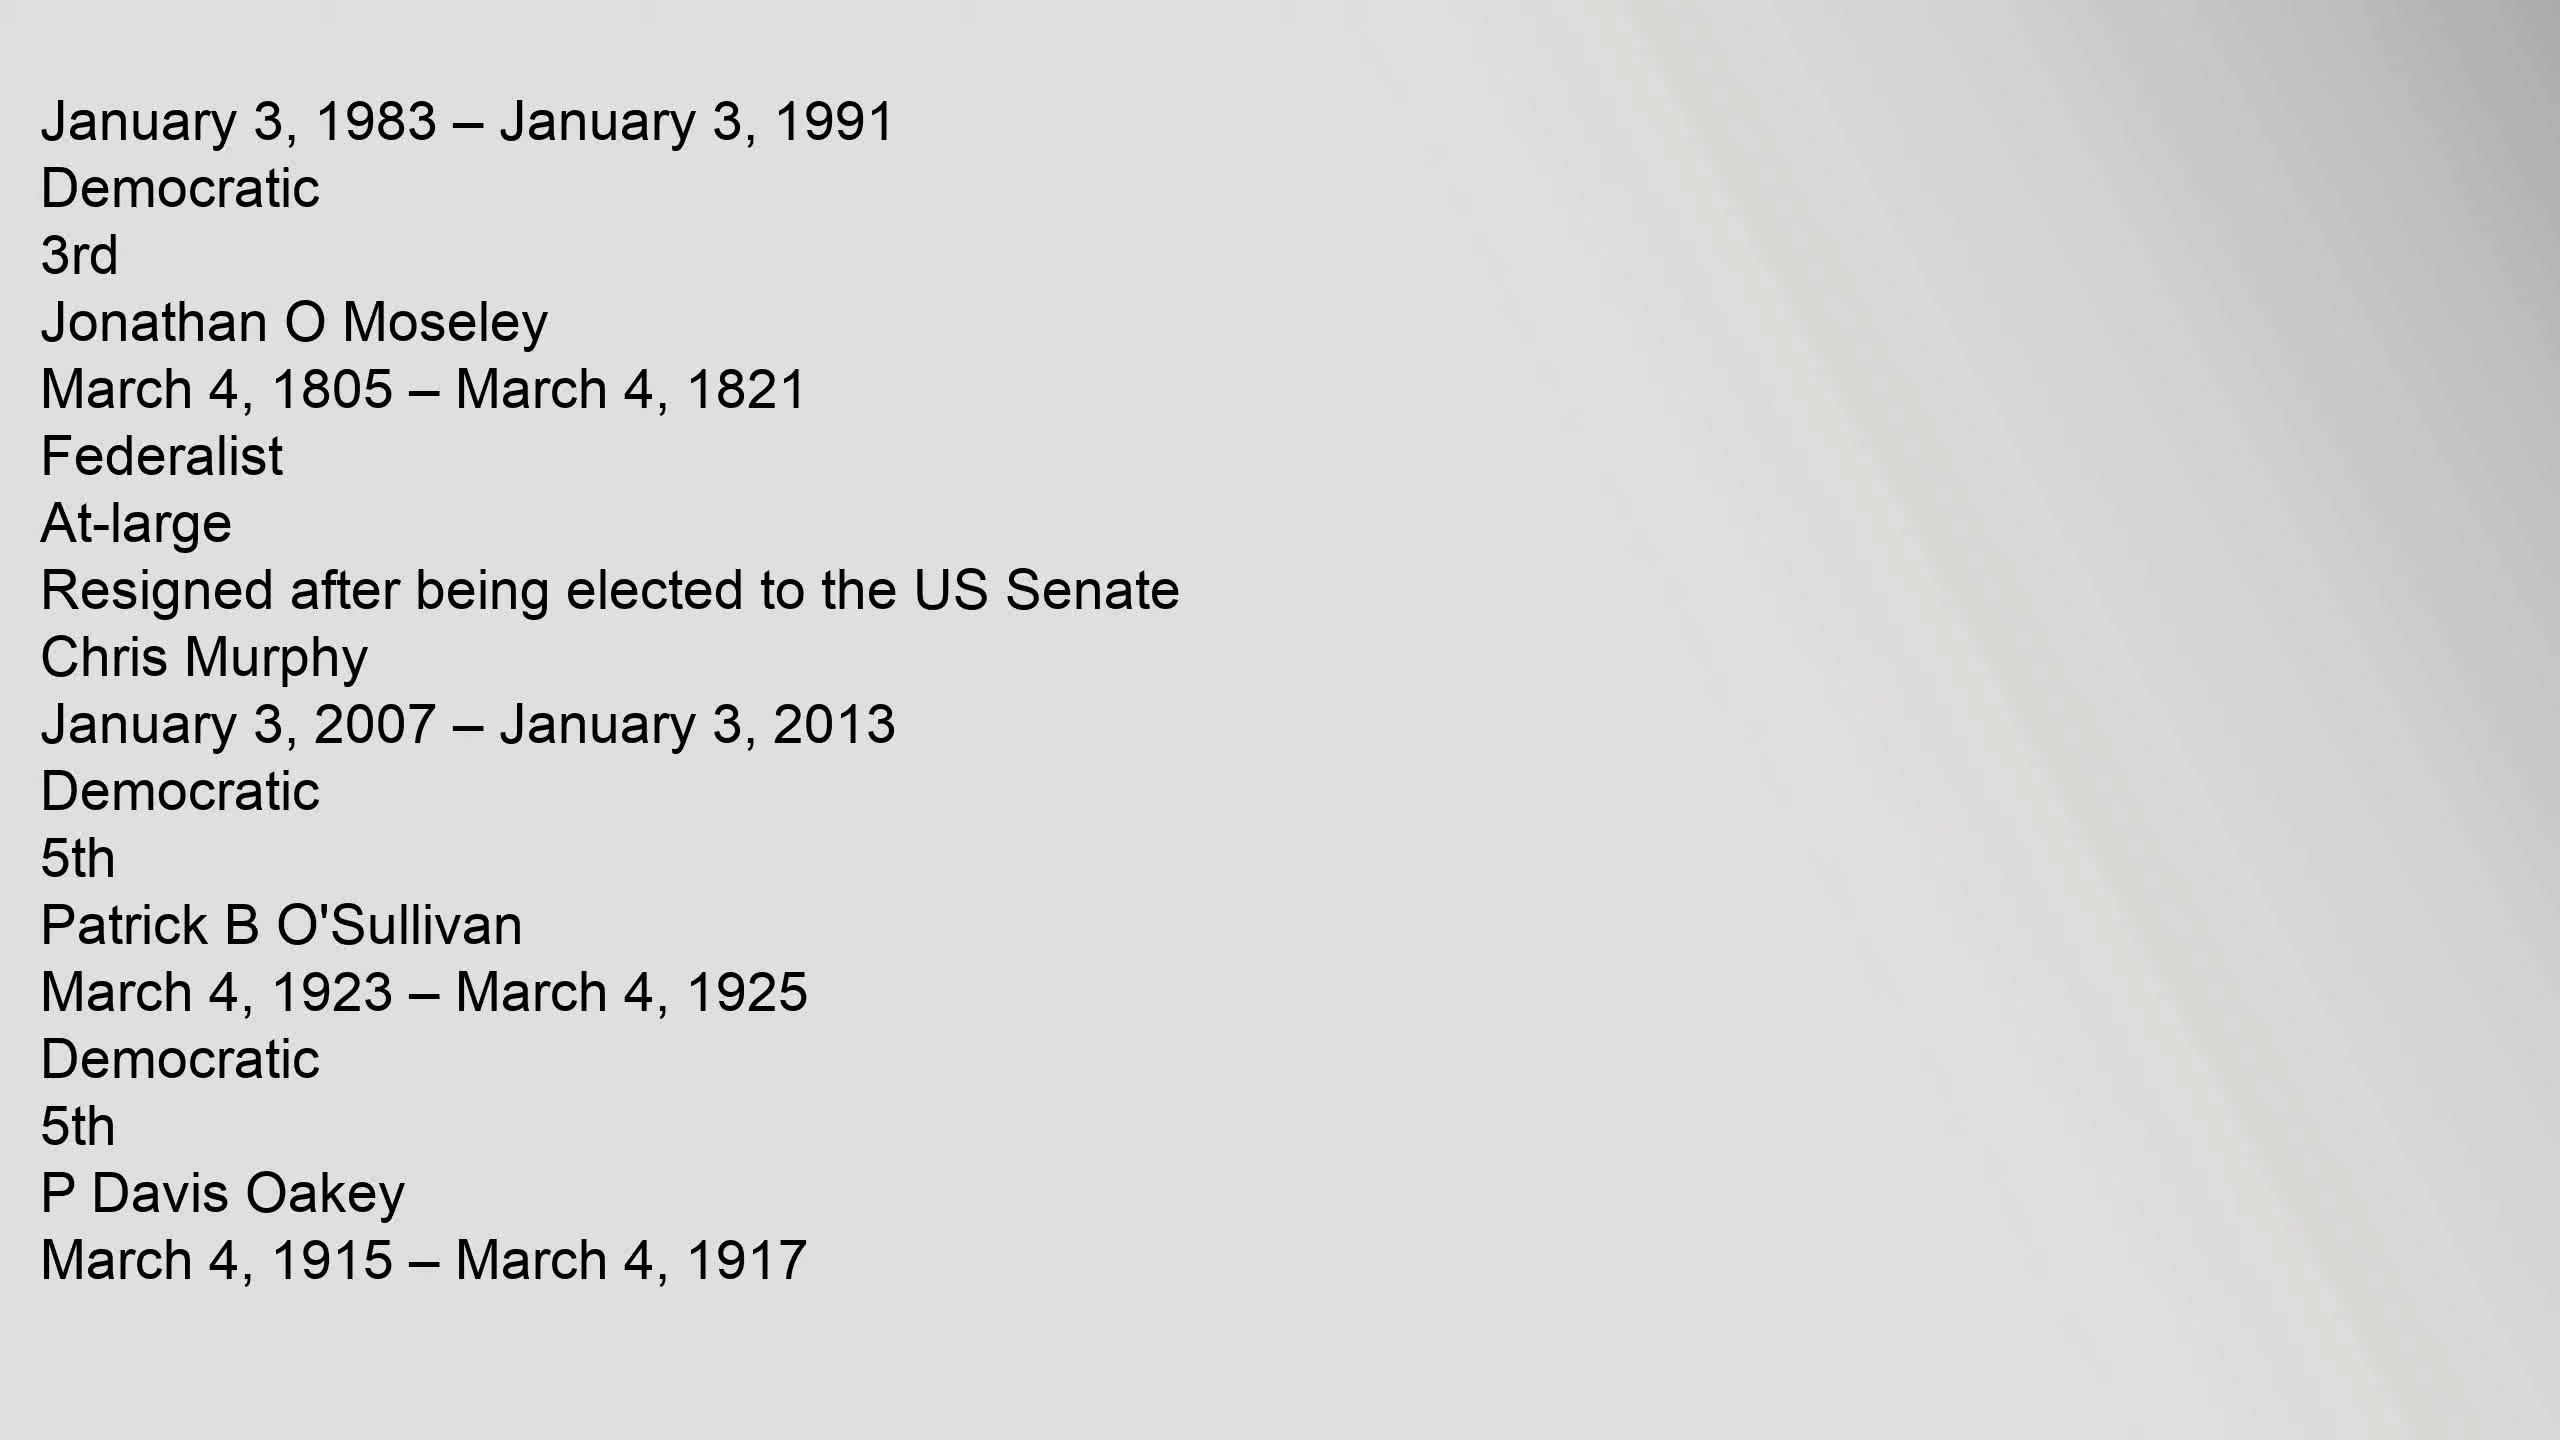 January 3, 1983 – January 3, 1991
Democratic
3rd
Jonathan O Moseley
March 4, 1805 – March 4, 1821
Federalist
At-large
Resigned after being elected to the US Senate
Chris Murphy
January 3, 2007 – January 3, 2013
Democratic
5th
Patrick B O'Sullivan
March 4, 1923 – March 4, 1925
Democratic
5th
P Davis Oakey
March 4, 1915 – March 4, 1917